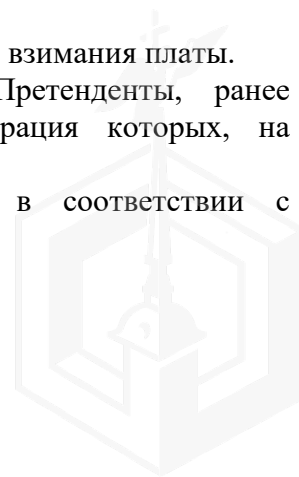 взимания платы.
Претенденты, ранее
рация которых, на
в соответствии с